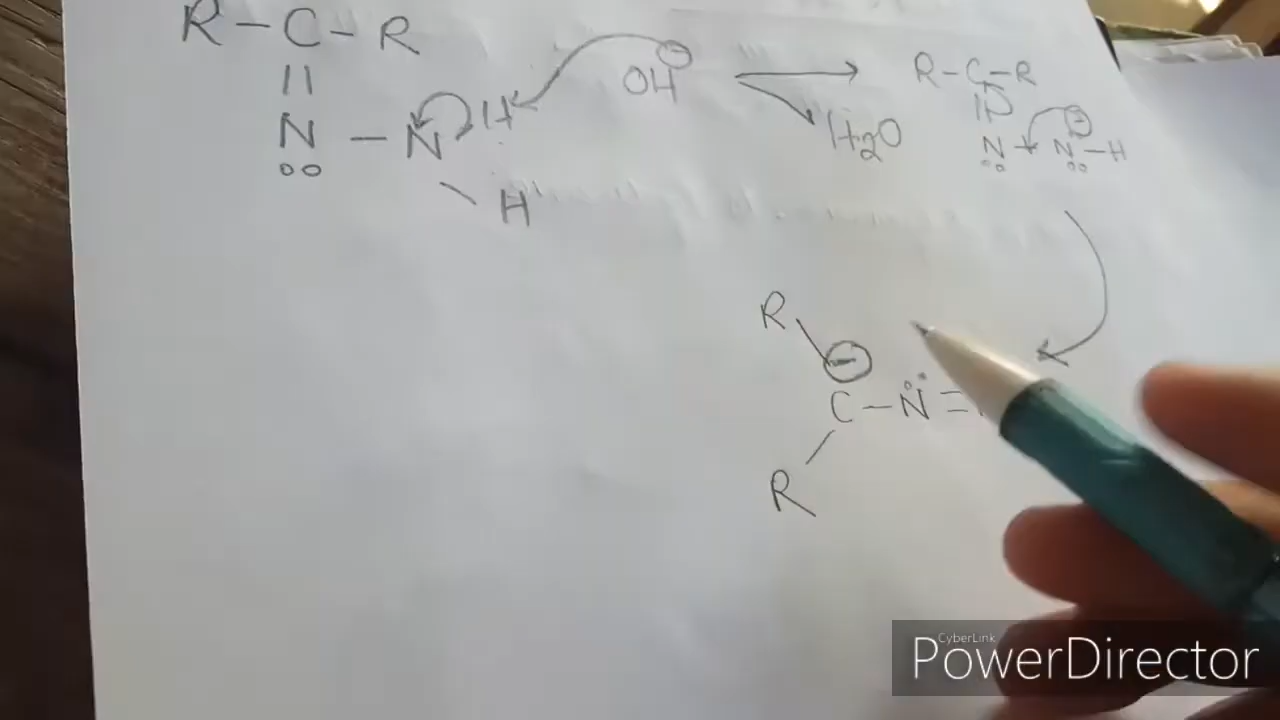 R-C-R
||
N-N H
H
OH ⊖
H2O
R-C-R
||
N N-H ⊖
R
⊖
C-N=
R
CyberLink
PowerDirector